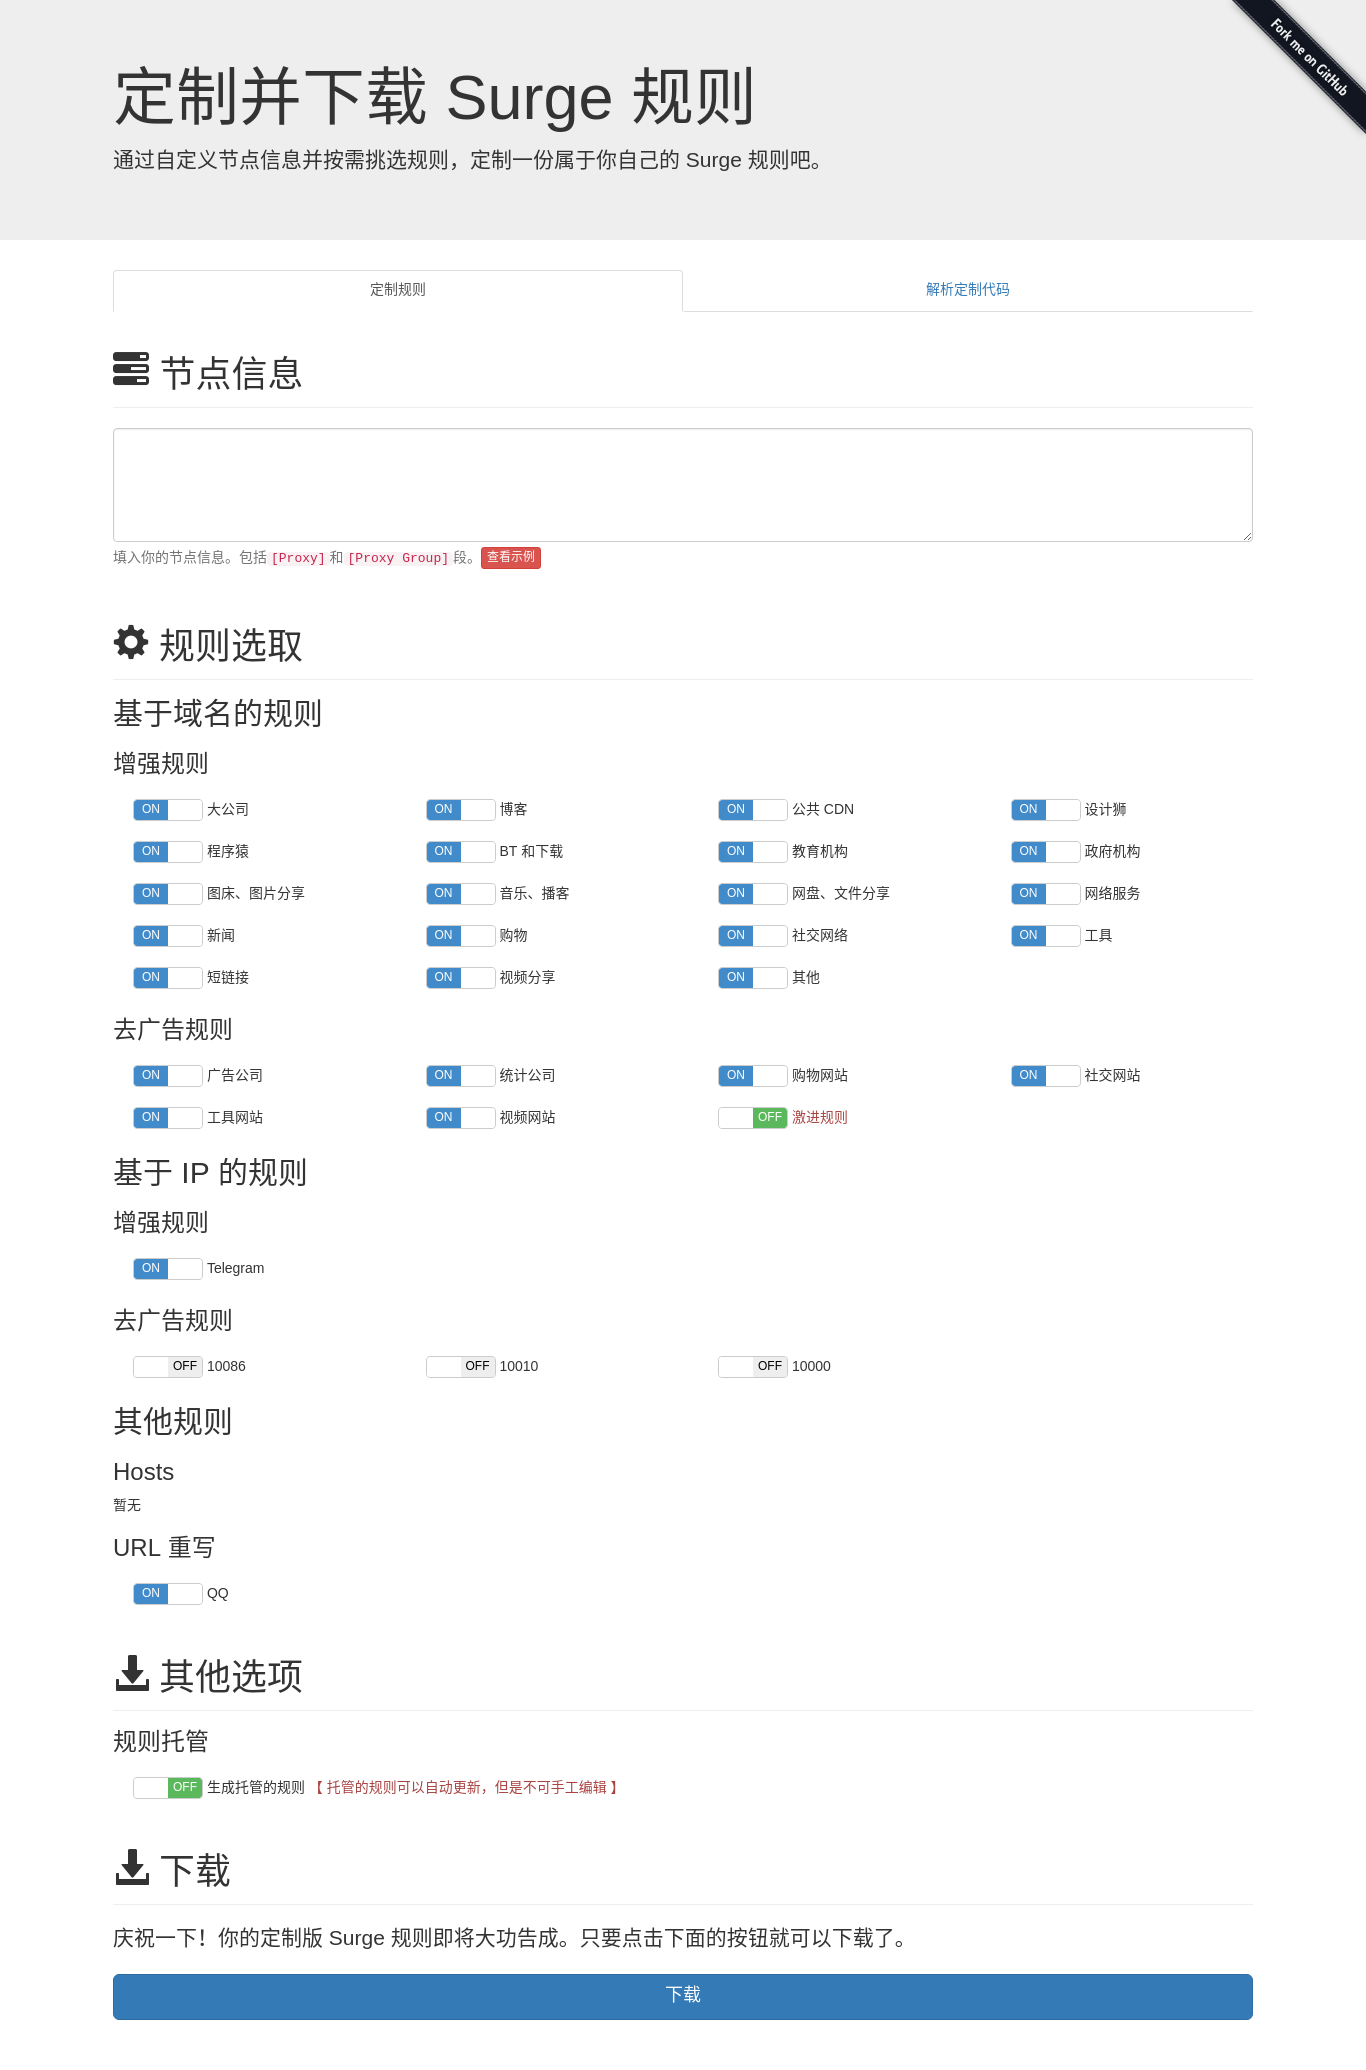 Fork me on GitHub
定制并下载 Surge 规则
通过自定义节点信息并按需挑选规则，定制一份属于你自己的 Surge 规则吧。
定制规则 解析定制代码
节点信息
填入你的节点信息。包括 [Proxy] 和 [Proxy Group] 段。 查看示例
规则选取
基于域名的规则
增强规则
ON 大公司 ON 博客 ON 公共 CDN ON 设计狮
ON 程序猿 ON BT 和下载 ON 教育机构 ON 政府机构
ON 图床、图片分享 ON 音乐、播客 ON 网盘、文件分享 ON 网络服务
ON 新闻 ON 购物 ON 社交网络 ON 工具
ON 短链接 ON 视频分享 ON 其他
去广告规则
ON 广告公司 ON 统计公司 ON 购物网站 ON 社交网站
ON 工具网站 ON 视频网站 OFF 激进规则
基于 IP 的规则
增强规则
ON Telegram
去广告规则
OFF 10086 OFF 10010 OFF 10000
其他规则
Hosts
暂无
URL 重写
ON QQ
其他选项
规则托管
OFF 生成托管的规则 【 托管的规则可以自动更新，但是不可手工编辑 】
下载
庆祝一下！你的定制版 Surge 规则即将大功告成。只要点击下面的按钮就可以下载了。
下载